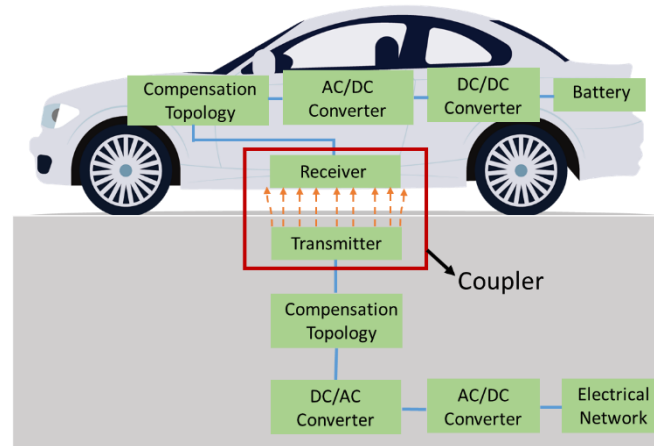 Compensation
Topology
AC/DC
Converter
DC/DC
Converter
Battery
Receiver
Transmitter
Coupler
Compensation
Topology
DC/AC
Converter
AC/DC
Converter
Electrical
Network